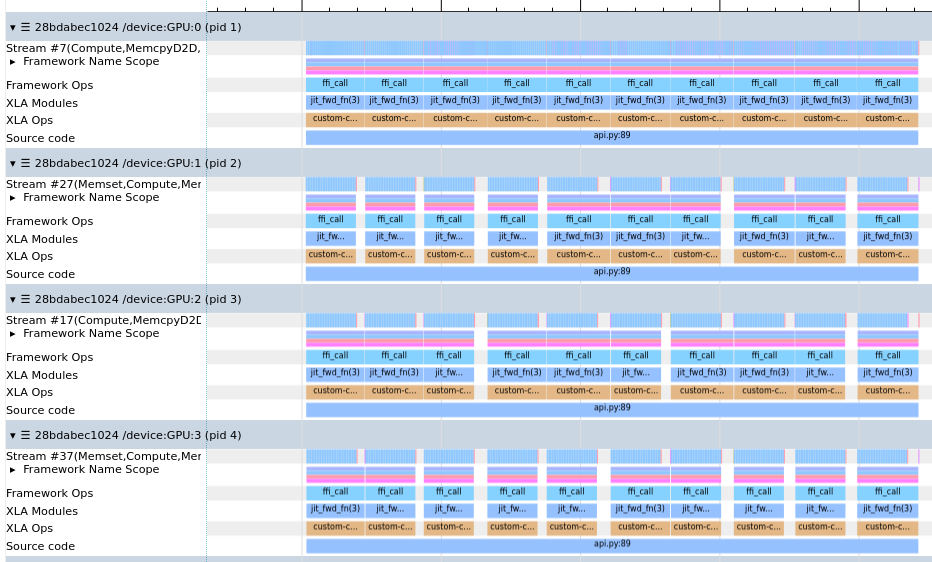 ▾ ☰ 28bdabec1024 /device:GPU:0 (pid 1)
Stream #7(Compute,MemcpyD2D,
▸ Framework Name Scope
Framework Ops ffi_call ffi_call ffi_call ffi_call ffi_call ffi_call ffi_call ffi_call ffi_call ffi_call
XLA Modules jit_fwd_fn(3) jit_fwd_fn(3) jit_fwd_fn(3) jit_fwd_fn(3) jit_fwd_fn(3) jit_fwd_fn(3) jit_fwd_fn(3) jit_fwd_fn(3) jit_fwd_fn(3) jit_fwd_fn(3)
XLA Ops custom-c... custom-c... custom-c... custom-c... custom-c... custom-c... custom-c... custom-c... custom-c... custom-c...
Source code api.py:89
▾ ☰ 28bdabec1024 /device:GPU:1 (pid 2)
Stream #27(Memset,Compute,Mer
▸ Framework Name Scope
Framework Ops ffi_call ffi_call ffi_call ffi_call ffi_call ffi_call ffi_call ffi_call ffi_call ffi_call
XLA Modules jit_fw... jit_fw... jit_fw... jit_fw... jit_fwd_fn(3) jit_fwd_fn(3) jit_fw... jit_fwd_fn(3) jit_fw... jit_fwd_fn(3)
XLA Ops custom-c... custom-c... custom-c... custom-c... custom-c... custom-c... custom-c... custom-c... custom-c... custom-c...
Source code api.py:89
▾ ☰ 28bdabec1024 /device:GPU:2 (pid 3)
Stream #17(Compute,MemcpyD2D
▸ Framework Name Scope
Framework Ops ffi_call ffi_call ffi_call ffi_call ffi_call ffi_call ffi_call ffi_call ffi_call ffi_call
XLA Modules jit_fwd_fn(3) jit_fwd_fn(3) jit_fw... jit_fwd_fn(3) jit_fwd_fn(3) jit_fw... jit_fwd_fn(3) jit_fwd_fn(3) jit_fw... jit_fwd_fn(3)
XLA Ops custom-c... custom-c... custom-c... custom-c... custom-c... custom-c... custom-c... custom-c... custom-c... custom-c...
Source code api.py:89
▾ ☰ 28bdabec1024 /device:GPU:3 (pid 4)
Stream #37(Memset,Compute,Mer
▸ Framework Name Scope
Framework Ops ffi_call ffi_call ffi_call ffi_call ffi_call ffi_call ffi_call ffi_call ffi_call ffi_call
XLA Modules jit_fwd_fn(3) jit_fw... jit_fw... jit_fw... jit_fw... jit_fwd_fn(3) jit_fw... jit_fw... jit_fw... jit_fwd_fn(3)
XLA Ops custom-c... custom-c... custom-c... custom-c... custom-c... custom-c... custom-c... custom-c... custom-c... custom-c...
Source code api.py:89